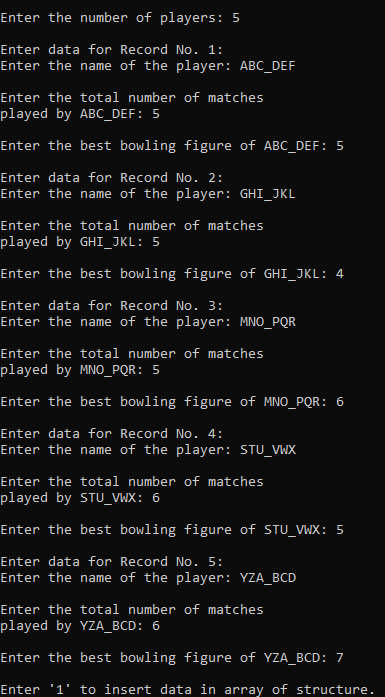 Enter the number of players: 5
Enter data for Record No. 1:
Enter the name of the player: ABC_DEF
Enter the total number of matches
played by ABC_DEF: 5
Enter the best bowling figure of ABC_DEF: 5
Enter data for Record No. 2:
Enter the name of the player: GHI_JKL
Enter the total number of matches
played by GHI_JKL: 5
Enter the best bowling figure of GHI_JKL: 4
Enter data for Record No. 3:
Enter the name of the player: MNO_PQR
Enter the total number of matches
played by MNO_PQR: 5
Enter the best bowling figure of MNO_PQR: 6
Enter data for Record No. 4:
Enter the name of the player: STU_VWX
Enter the total number of matches
played by STU_VWX: 6
Enter the best bowling figure of STU_VWX: 5
Enter data for Record No. 5:
Enter the name of the player: YZA_BCD
Enter the total number of matches
played by YZA_BCD: 6
Enter the best bowling figure of YZA_BCD: 7
Enter '1' to insert data in array of structure.